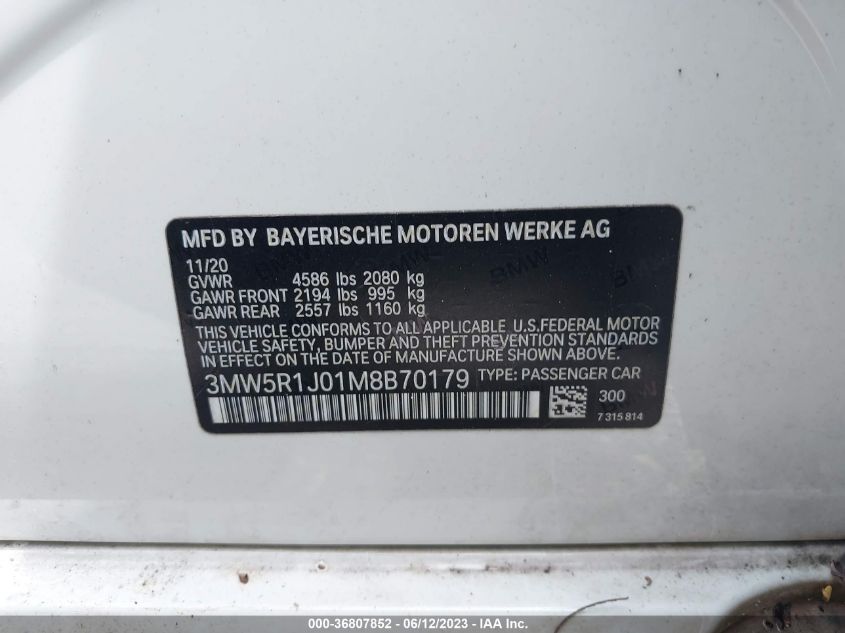 MFD BY BAYERISCHE MOTOREN WERKE AG
11/20
GVWR 4586 lbs 2080 kg
GAWR FRONT 2194 lbs 995 kg
GAWR REAR 2557 lbs 1160 kg
THIS VEHICLE CONFORMS TO ALL APPLICABLE U.S.FEDERAL MOTOR
VEHICLE SAFETY, BUMPER AND THEFT PREVENTION STANDARDS
IN EFFECT ON THE DATE OF MANUFACTURE SHOWN ABOVE.
3MW5R1J01M8B70179 TYPE: PASSENGER CAR
300
7 315 814
000-36807852 - 06/12/2023 - IAA Inc.